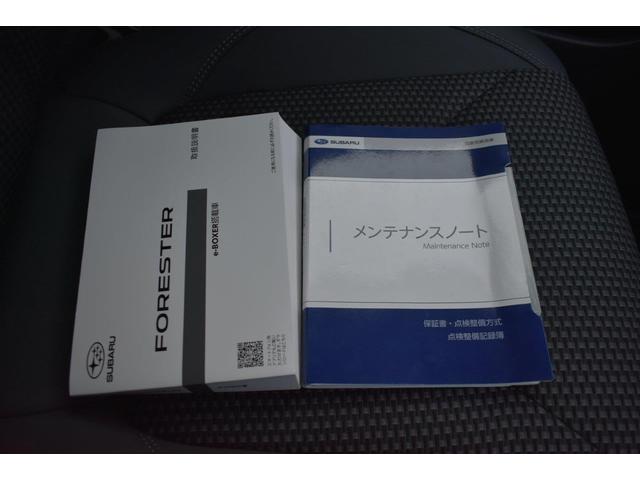 取扱説明書
FORESTER
e-BOXER搭載車
SUBARU
SUBARU
メンテナンスノート
Maintenance Note
保証書・点検整備方式
点検整備記録簿